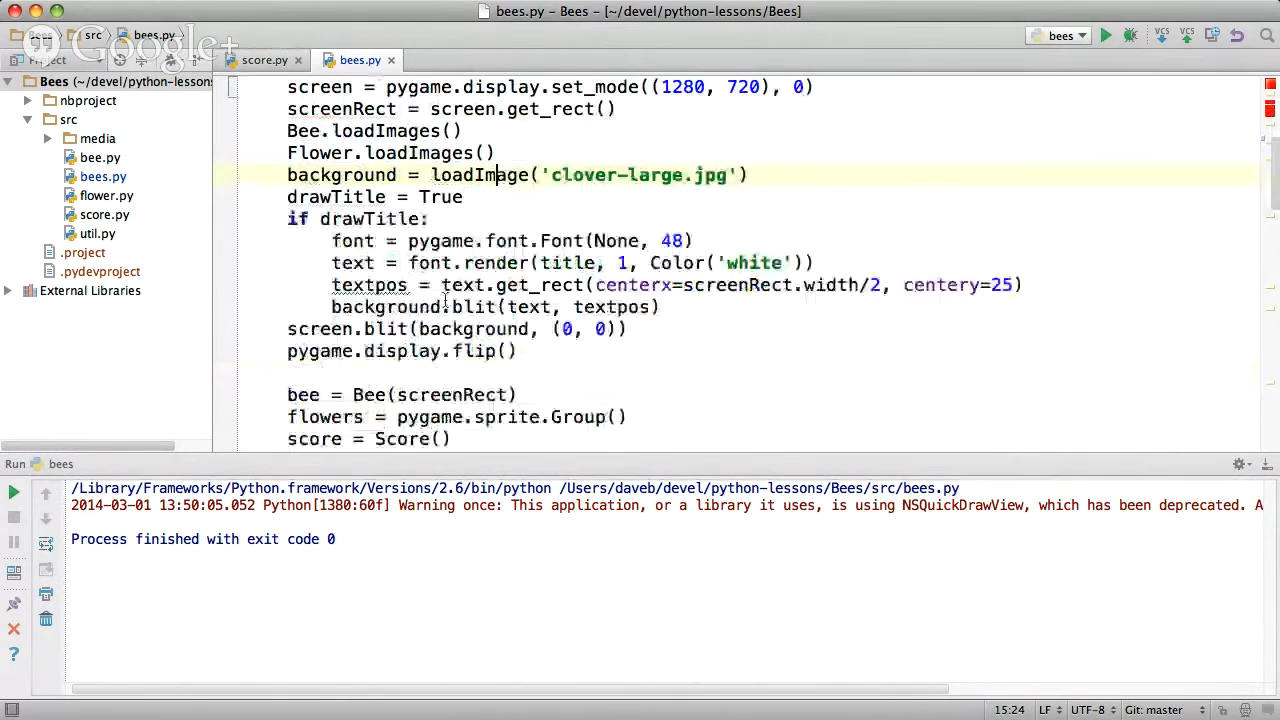 bees.py - Bees - [~/devel/python-lessons/Bees]
Bees src bees.py bees
Google+
Project score.py bees.py
Bees (~/devel/python-lessons
nbproject
src
media
bee.py
bees.py
flower.py
score.py
util.py
.project
.pydevproject
External Libraries
screen = pygame.display.set_mode((1280, 720), 0)
screenRect = screen.get_rect()
Bee.loadImages()
Flower.loadImages()
background = loadImage('clover-large.jpg')
drawTitle = True
if drawTitle:
font = pygame.font.Font(None, 48)
text = font.render(title, 1, Color('white'))
textpos = text.get_rect(centerx=screenRect.width/2, centery=25)
background.blit(text, textpos)
screen.blit(background, (0, 0))
pygame.display.flip()
bee = Bee(screenRect)
flowers = pygame.sprite.Group()
score = Score()
Run bees
/Library/Frameworks/Python.framework/Versions/2.6/bin/python /Users/daveb/devel/python-lessons/Bees/src/bees.py
2014-03-01 13:50:05.052 Python[1380:60f] Warning once: This application, or a library it uses, is using NSQuickDrawView, which has been deprecated. A
Process finished with exit code 0
15:24 LF UTF-8 Git: master